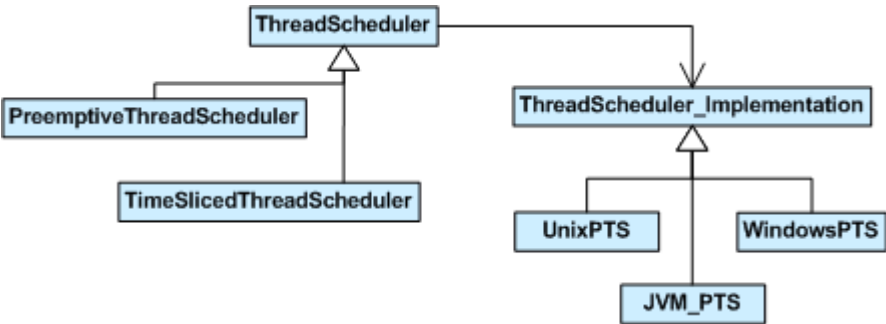 ThreadScheduler
ThreadScheduler_Implementation
PreemptiveThreadScheduler
TimeSlicedThreadScheduler
UnixPTS
WindowsPTS
JVM_PTS